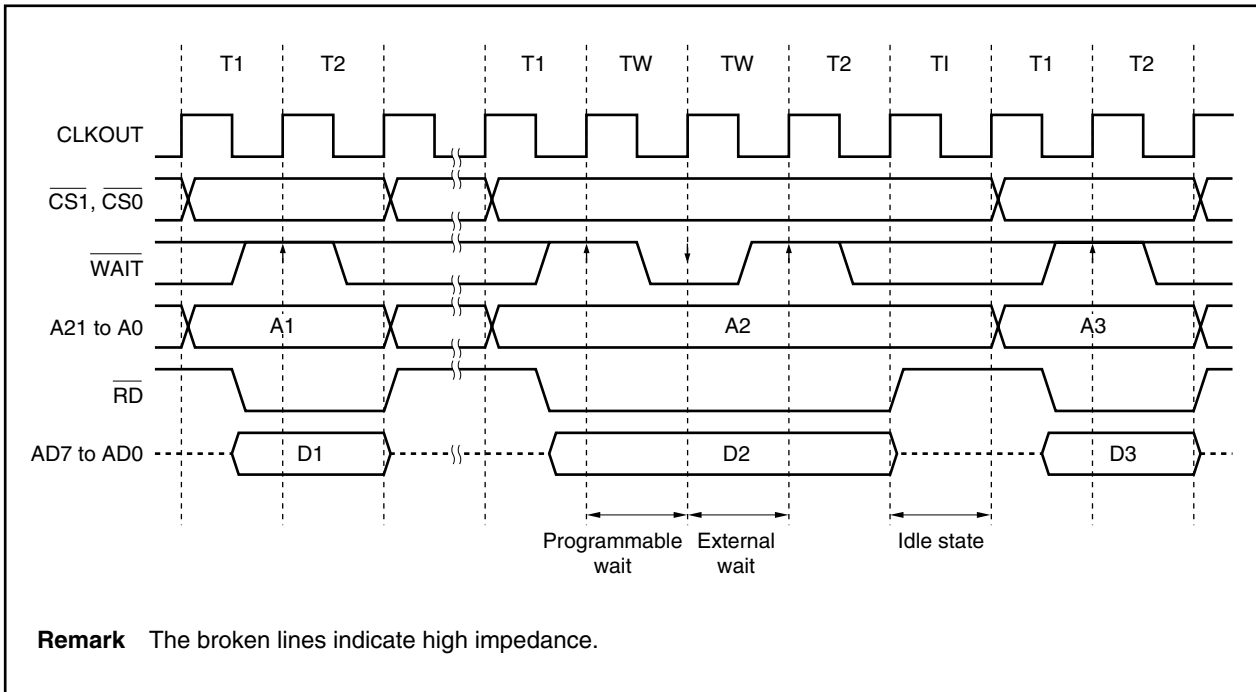 T1 T2 T1 TW TW T2 TI T1 T2
CLKOUT
CS1, CS0
WAIT
A21 to A0 A1 A2 A3
RD
AD7 to AD0 D1 D2 D3
Programmable wait
External wait
Idle state
Remark The broken lines indicate high impedance.